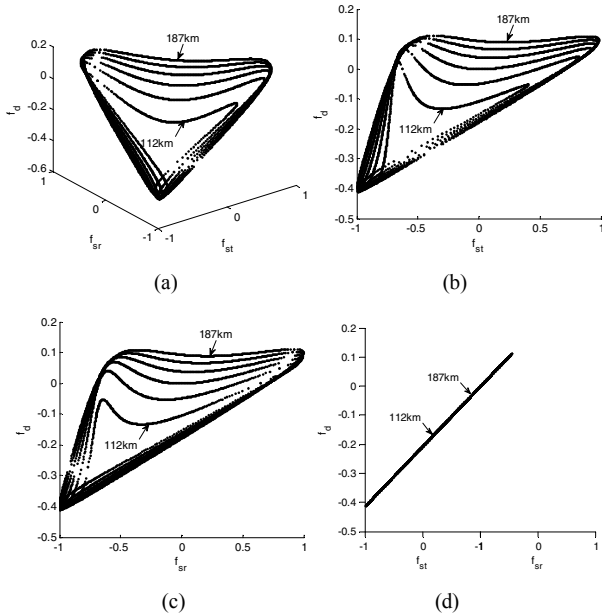 187km
0.2
0
-0.2
-0.4
-0.6
f_d
112km
1
0
-1
f_sr
-1
0
1
f_st
(a)
187km
0.2
0.1
0
-0.1
-0.2
-0.3
-0.4
-0.5
f_d
112km
-1 -0.5 0 0.5 1
f_st
(b)
187km
0.2
0.1
0
-0.1
-0.2
-0.3
-0.4
-0.5
f_d
112km
-1 -0.5 0 0.5 1
f_sr
(c)
0.2
0.1
0
-0.1
-0.2
-0.3
-0.4
-0.5
f_d
187km
112km
-1 0 -1 0 1
f_st f_sr
(d)